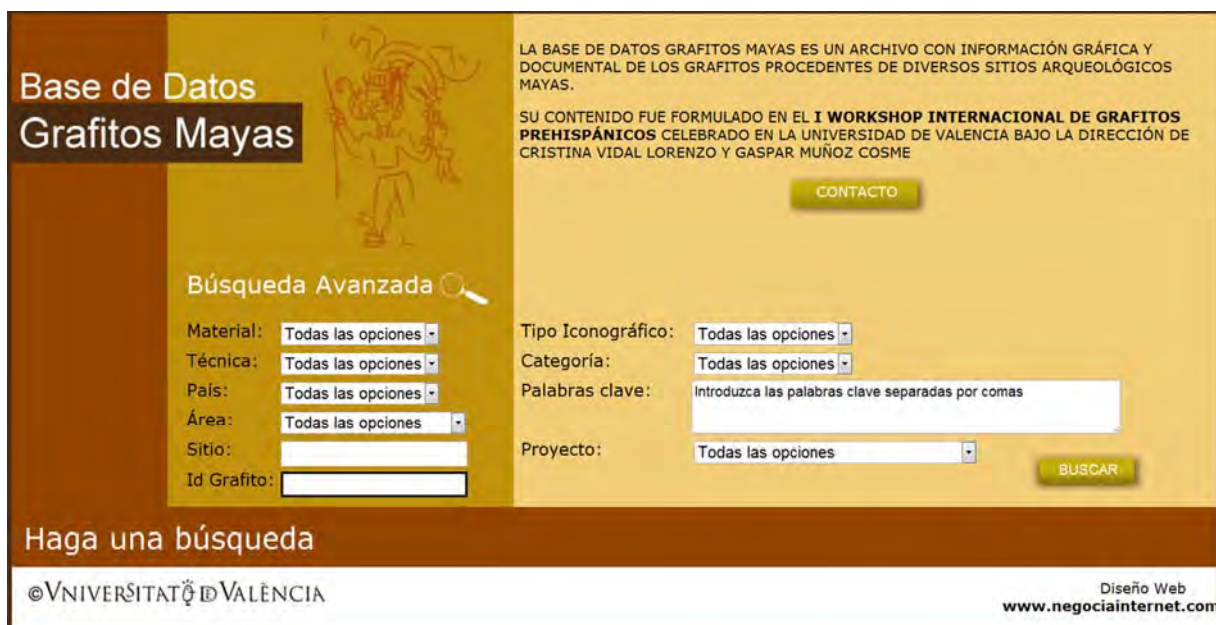 Base de Datos
Grafitos Mayas
LA BASE DE DATOS GRAFITOS MAYAS ES UN ARCHIVO CON INFORMACIÓN GRÁFICA Y
DOCUMENTAL DE LOS GRAFITOS PROCEDENTES DE DIVERSOS SITIOS ARQUEOLÓGICOS
MAYAS.
SU CONTENIDO FUE FORMULADO EN EL I WORKSHOP INTERNACIONAL DE GRAFITOS
PREHISPÁNICOS CELEBRADO EN LA UNIVERSIDAD DE VALENCIA BAJO LA DIRECCIÓN DE
CRISTINA VIDAL LORENZO Y GASPAR MUÑOZ COSME
CONTACTO
Búsqueda Avanzada
Material: Todas las opciones
Técnica: Todas las opciones
País: Todas las opciones
Área: Todas las opciones
Sitio:
Id Grafito:
Tipo Iconográfico: Todas las opciones
Categoría: Todas las opciones
Palabras clave: Introduzca las palabras clave separadas por comas
Proyecto: Todas las opciones
BUSCAR
Haga una búsqueda
©VNIVERSITATӦDVALÈNCIA
Diseño Web
www.negociainternet.com